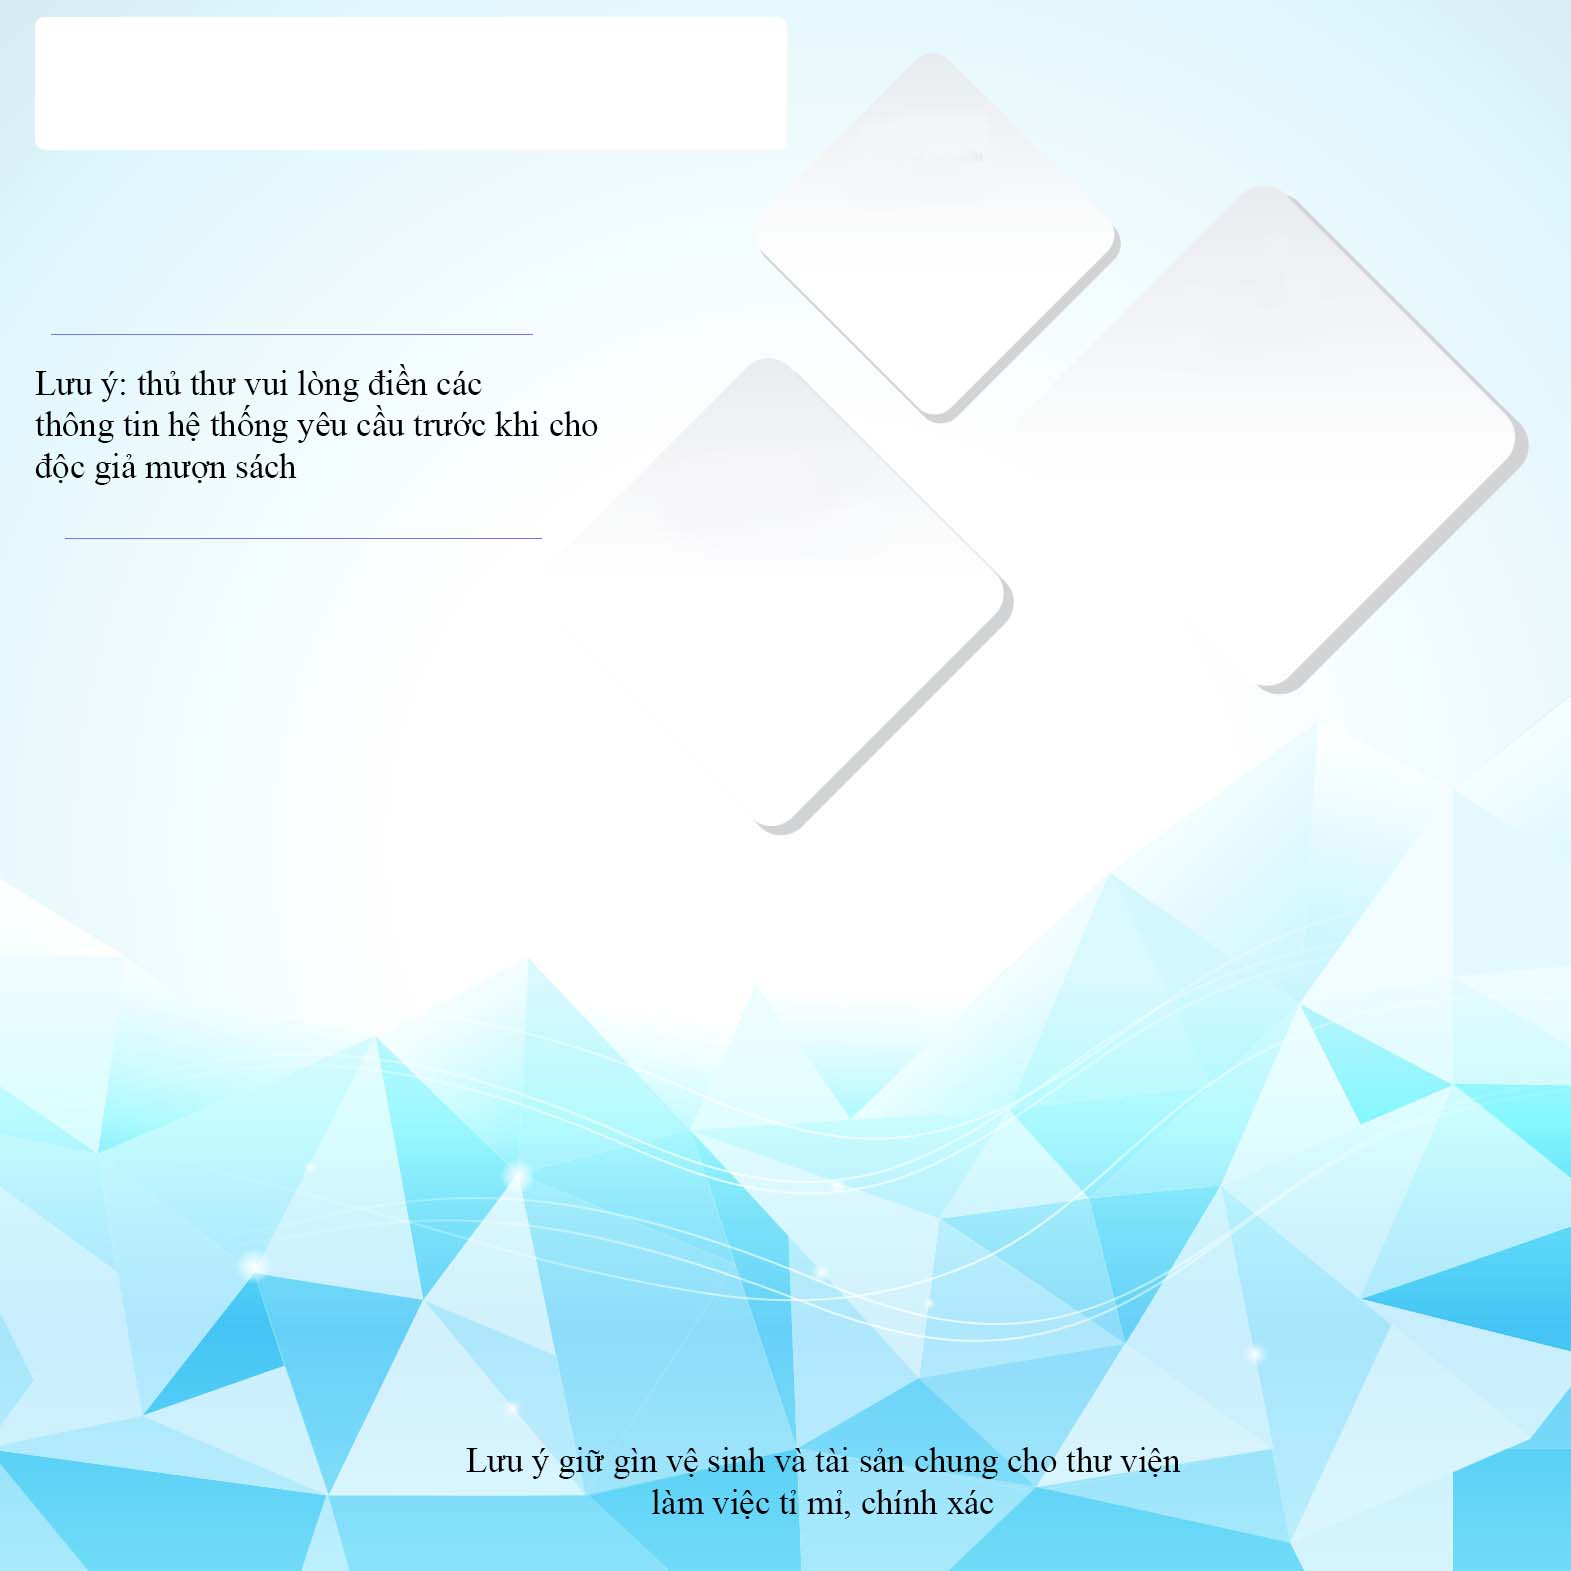 Lưu ý: thủ thư vui lòng điền các
thông tin hệ thống yêu cầu trước khi cho
độc giả mượn sách
Lưu ý giữ gìn vệ sinh và tài sản chung cho thư viện
làm việc tỉ mỉ, chính xác